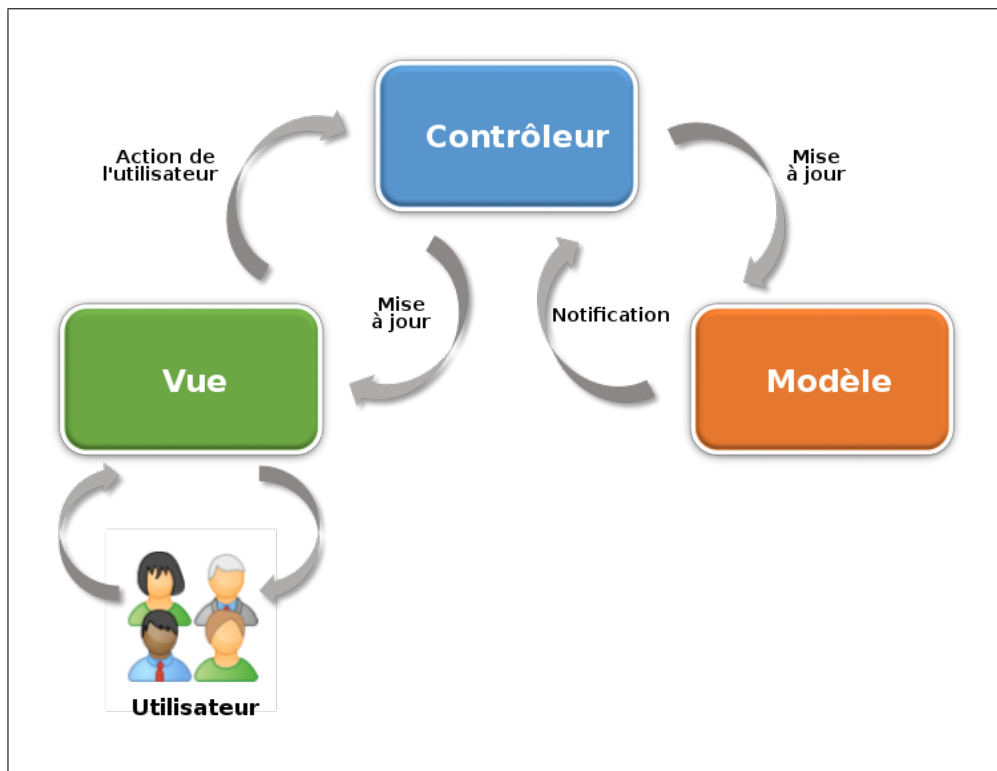 Contrôleur
Action de
l'utilisateur
Mise
à jour
Mise
à jour
Notification
Vue
Modèle
Utilisateur